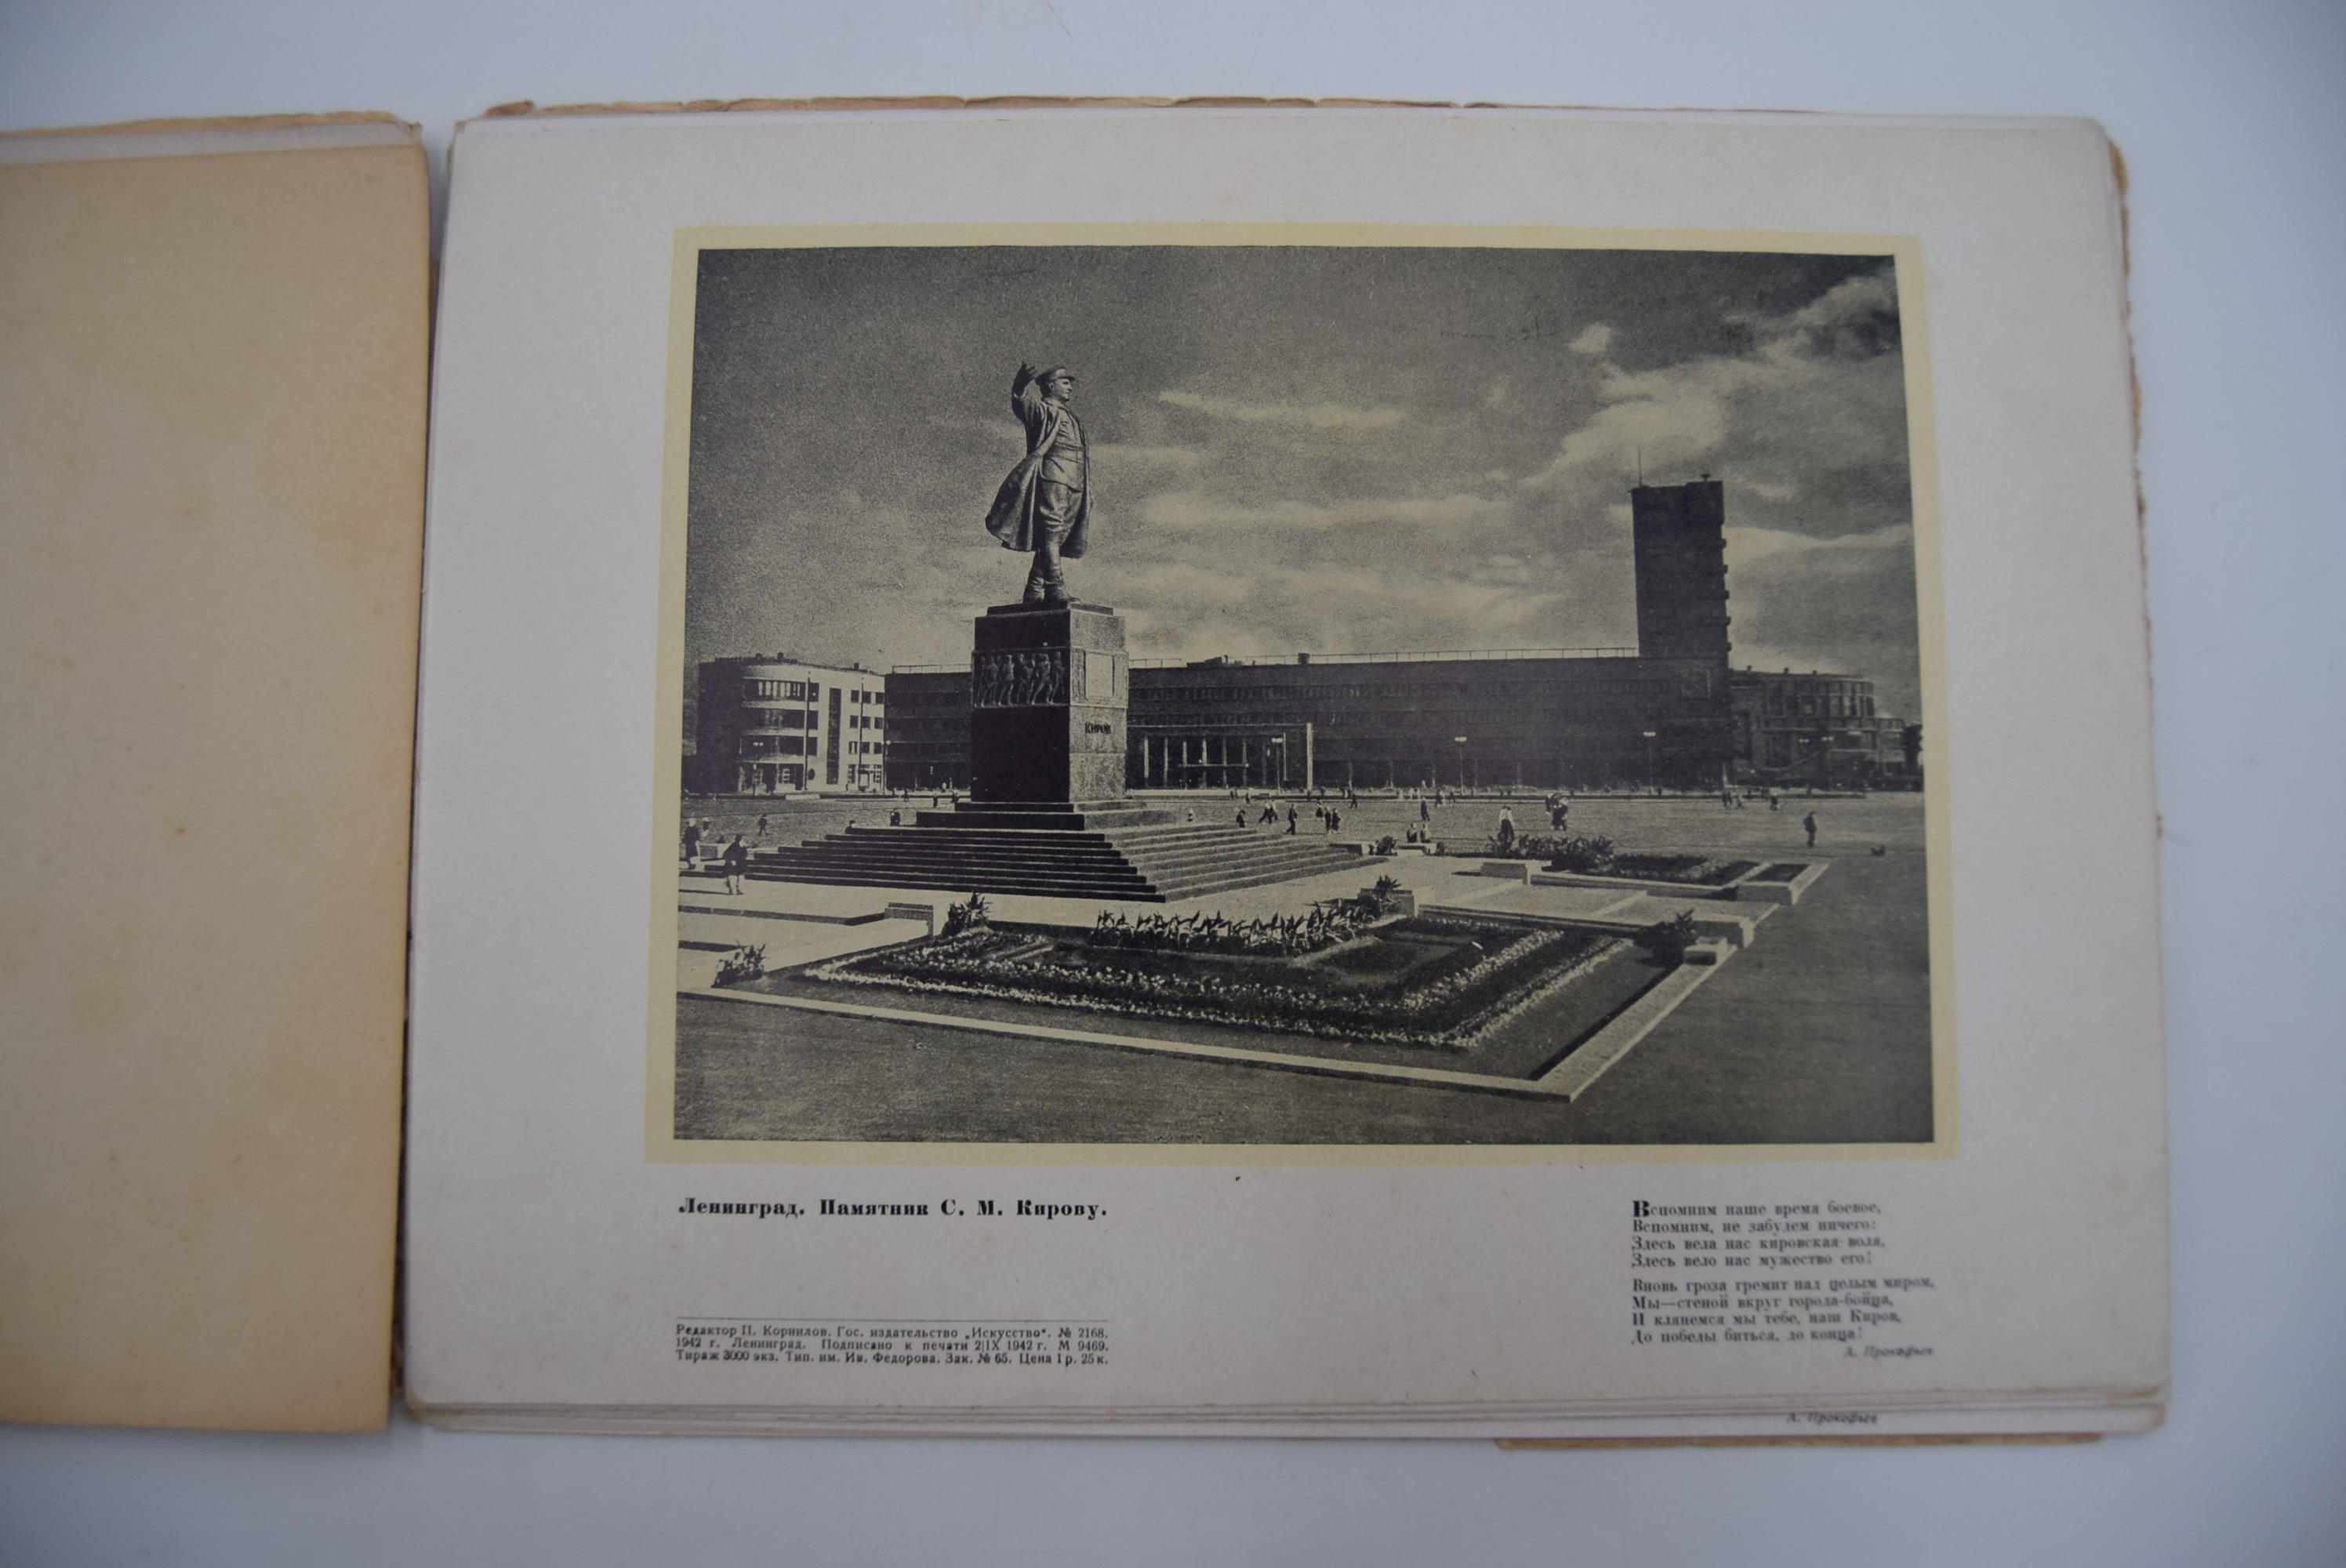 КИРОВ
Ленинград. Памятник С. М. Кирову.
Редактор П. Корнилов. Гос. издательство „Искусство“. № 2168.
1942 г. Ленинград. Подписано к печати 2|IX 1942 г. М 9469.
Тираж 3000 экз. Тип. им. Ив. Федорова. Зак. № 65. Цена 1 р. 25 к.
Вспомним наше время боевое,
Вспомним, не забудем ничего:
Здесь вела нас кировская воля,
Здесь вело нас мужество его!
Вновь гроза гремит над целым миром,
Мы—стеной вкруг города-бойца,
И клянемся мы тебе, наш Киров,
До победы биться, до конца!
А. Прокофьев
А. Прокофьев